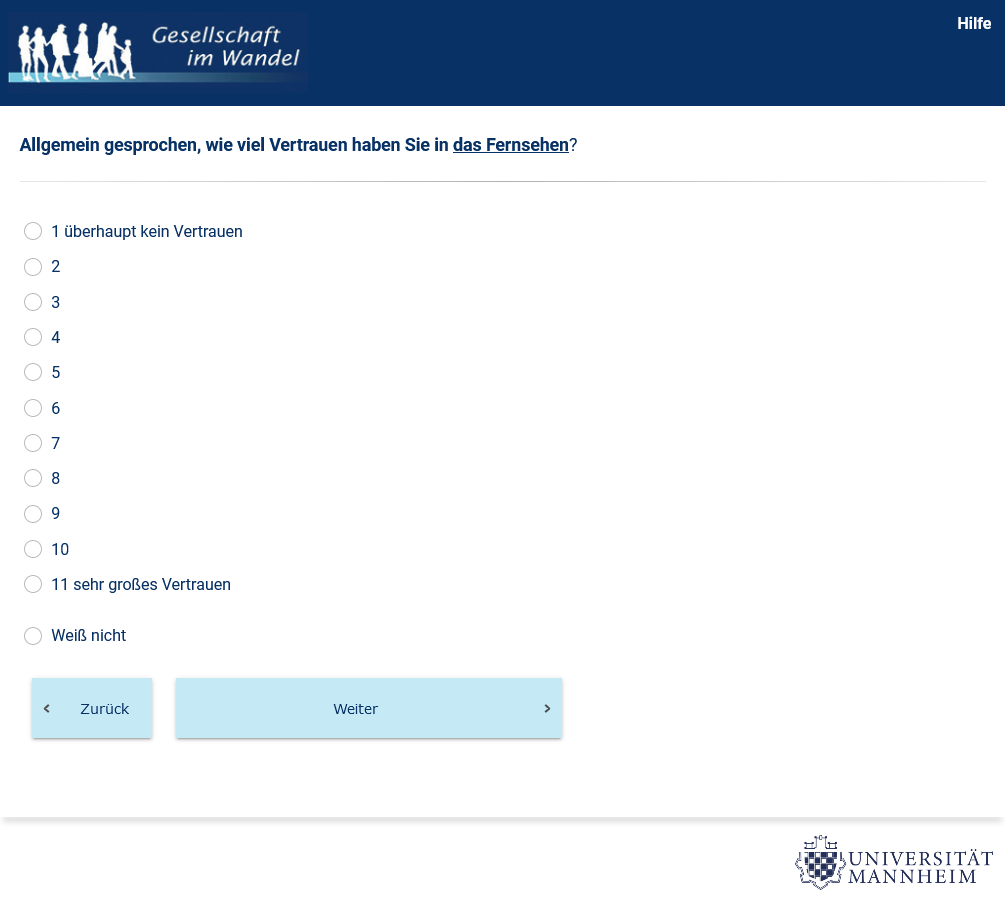 Gesellschaft
im Wandel
Hilfe
Allgemein gesprochen, wie viel Vertrauen haben Sie in das Fernsehen?
1 überhaupt kein Vertrauen
2
3
4
5
6
7
8
9
10
11 sehr großes Vertrauen
Weiß nicht
Zurück
Weiter
UNIVERSITÄT
MANNHEIM